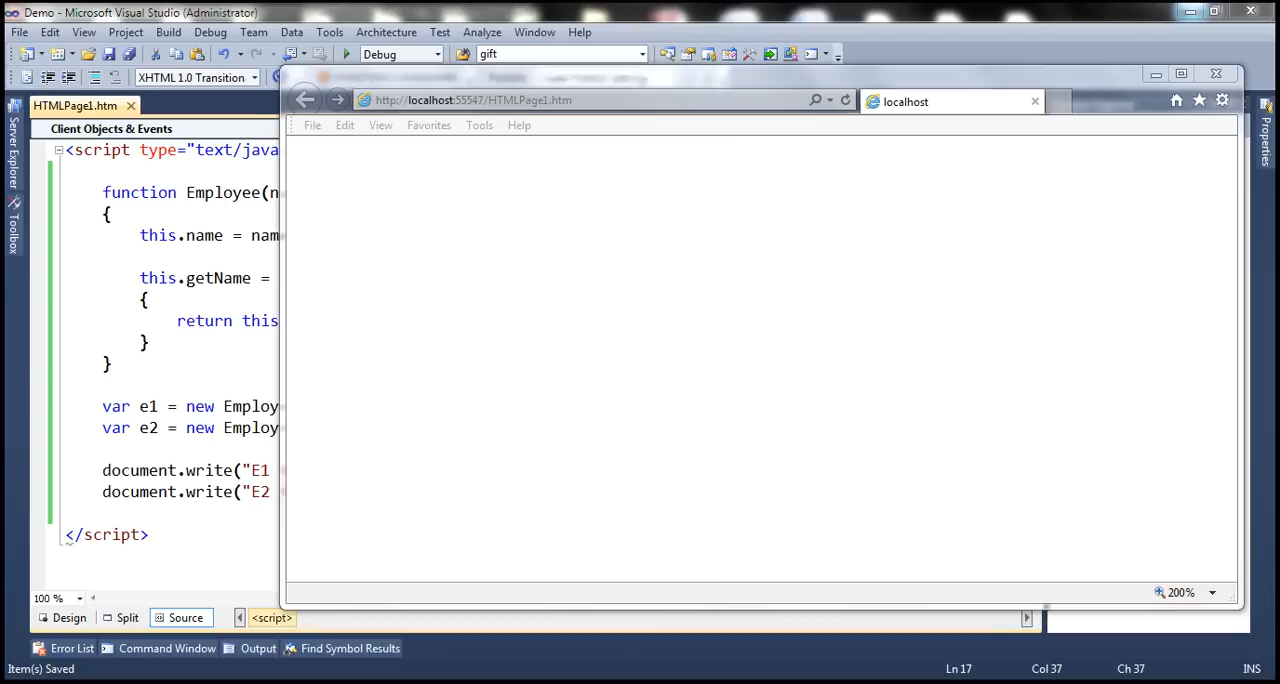 Demo - Microsoft Visual Studio (Administrator)
File Edit View Project Build Debug Team Data Tools Architecture Test Analyze Window Help
Debug gift
XHTML 1.0 Transition
HTMLPage1.htm
Client Objects & Events
Server Explorer
Toolbox
Properties
<script type="text/java
function Employee(n
{
this.name = nam
this.getName =
{
return this
}
}
var e1 = new Employ
var e2 = new Employ
document.write("E1
document.write("E2
</script>
http://localhost:55547/HTMLPage1.htm
localhost
File Edit View Favorites Tools Help
200%
100 %
Design Split Source <script>
Error List Command Window Output Find Symbol Results
Item(s) Saved Ln 17 Col 37 Ch 37 INS